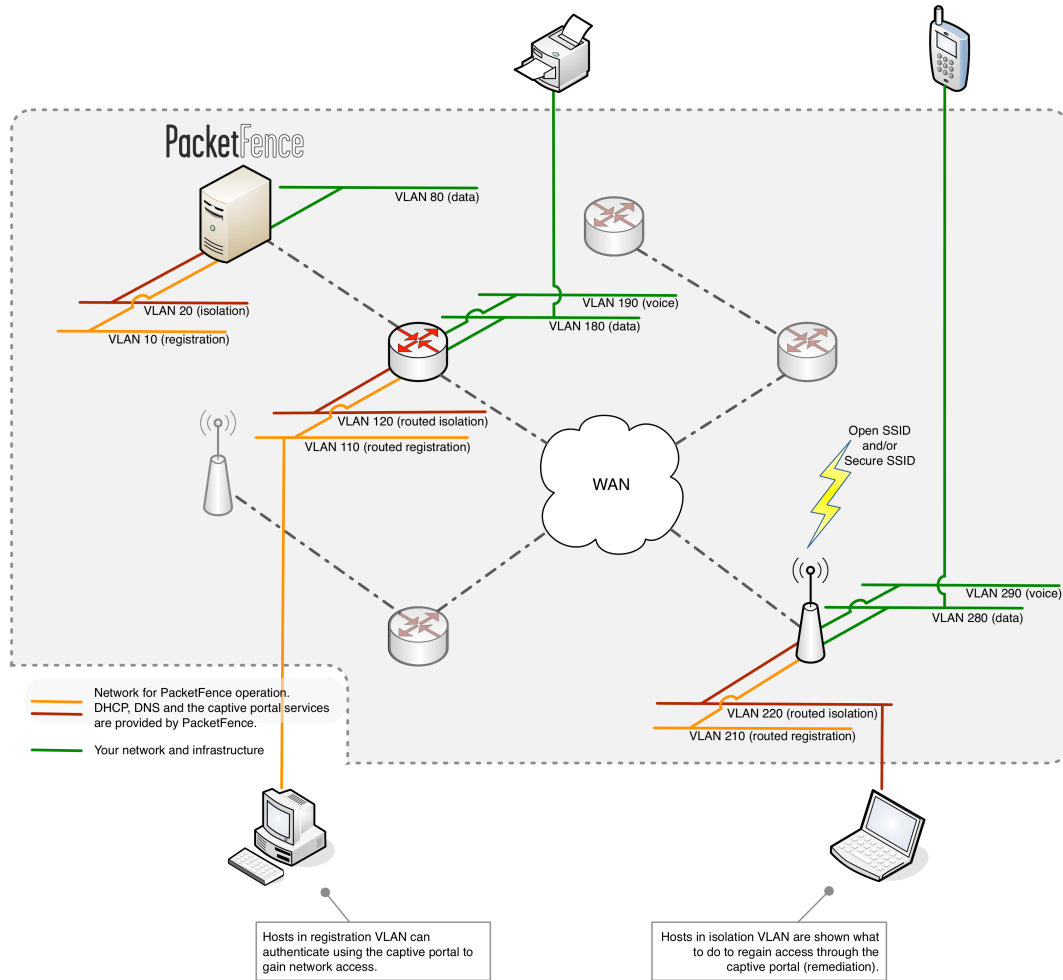 PacketFence
VLAN 80 (data)
VLAN 20 (isolation)
VLAN 10 (registration)
VLAN 190 (voice)
VLAN 180 (data)
VLAN 120 (routed isolation)
VLAN 110 (routed registration)
WAN
Open SSID
and/or
Secure SSID
VLAN 290 (voice)
VLAN 280 (data)
VLAN 220 (routed isolation)
VLAN 210 (routed registration)
Network for PacketFence operation.
DHCP, DNS and the captive portal services
are provided by PacketFence.
Your network and infrastructure
Hosts in registration VLAN can
authenticate using the captive portal to
gain network access.
Hosts in isolation VLAN are shown what
to do to regain access through the
captive portal (remediation).